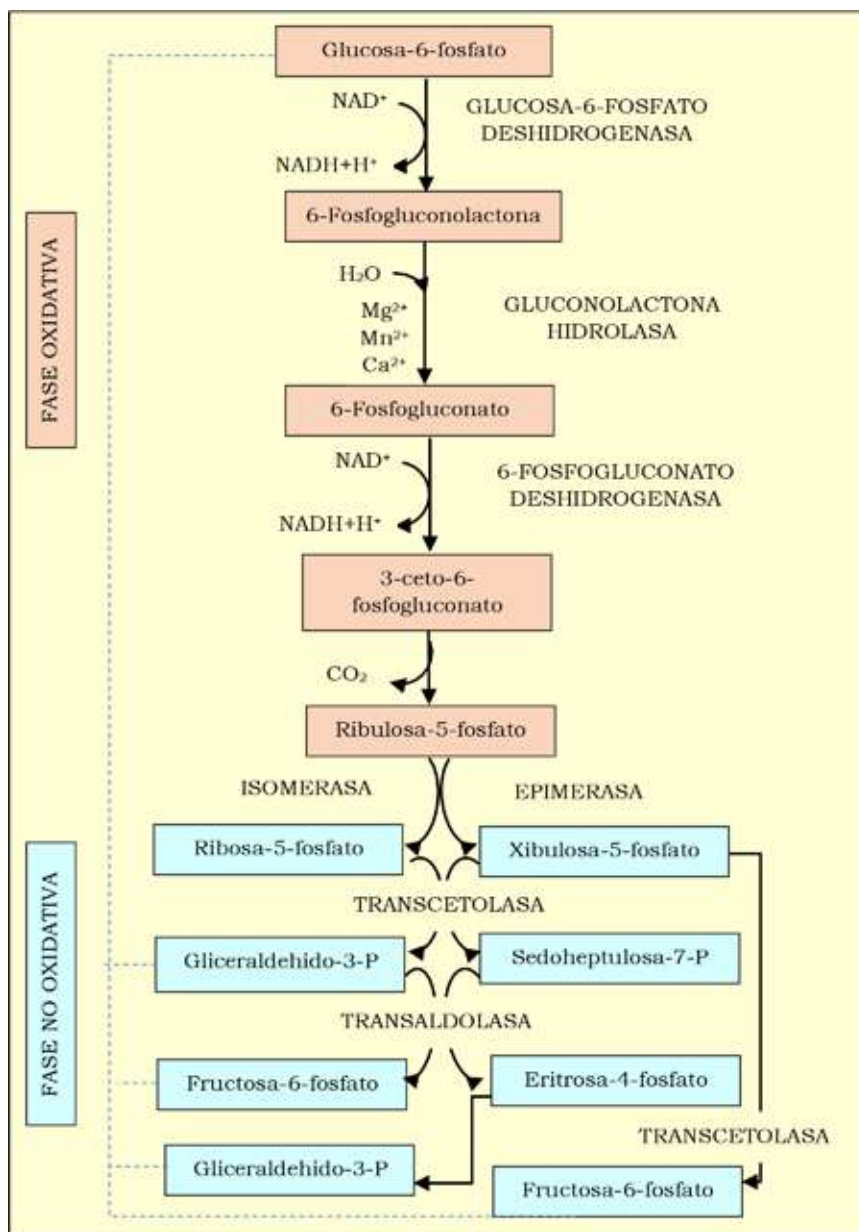 Glucosa-6-fosfato
NAD⁺
GLUCOSA-6-FOSFATO
DESHIDROGENASA
NADH+H⁺
6-Fosfogluconolactona
H₂O
Mg²⁺
Mn²⁺
Ca²⁺
GLUCONOLACTONA
HIDROLASA
FASE OXIDATIVA
6-Fosfogluconato
NAD⁺
6-FOSFOGLUCONATO
DESHIDROGENASA
NADH+H⁺
3-ceto-6-
fosfogluconato
CO₂
Ribulosa-5-fosfato
ISOMERASA
EPIMERASA
Ribosa-5-fosfato
Xibulosa-5-fosfato
TRANSCETOLASA
FASE NO OXIDATIVA
Gliceraldehido-3-P
Sedoheptulosa-7-P
TRANSALDOLASA
Fructosa-6-fosfato
Eritrosa-4-fosfato
TRANSCETOLASA
Gliceraldehido-3-P
Fructosa-6-fosfato